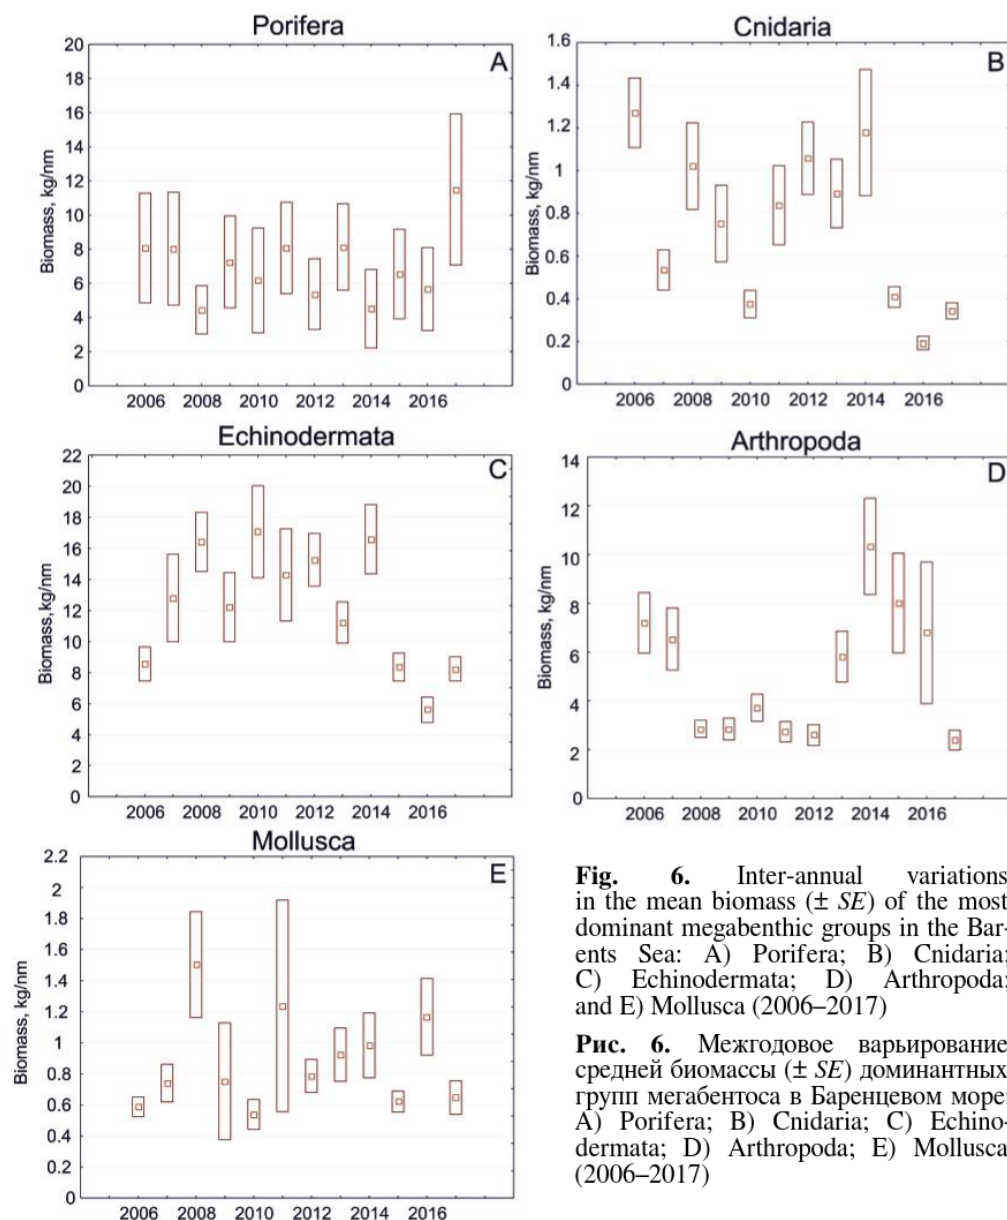 Porifera
A
Biomass, kg/nm
20
18
16
14
12
10
8
6
4
2
0
2006 2008 2010 2012 2014 2016
Cnidaria
B
Biomass, kg/nm
1.6
1.4
1.2
1
0.8
0.6
0.4
0.2
0
2006 2008 2010 2012 2014 2016
Echinodermata
C
Biomass, kg/nm
22
20
18
16
14
12
10
8
6
4
2
0
2006 2008 2010 2012 2014 2016
Arthropoda
D
Biomass, kg/nm
14
12
10
8
6
4
2
0
2006 2008 2010 2012 2014 2016
Mollusca
E
Biomass, kg/nm
2.2
2
1.8
1.6
1.4
1.2
1
0.8
0.6
0.4
0.2
0
2006 2008 2010 2012 2014 2016
Fig. 6. Inter-annual variations
in the mean biomass (± SE) of the most
dominant megabenthic groups in the Bar-
ents Sea: A) Porifera; B) Cnidaria;
C) Echinodermata; D) Arthropoda;
and E) Mollusca (2006–2017)
Рис. 6. Межгодовое варьирование
средней биомассы (± SE) доминантных
групп мегабентоса в Баренцевом море:
A) Porifera; B) Cnidaria; C) Echino-
dermata; D) Arthropoda; E) Mollusca
(2006–2017)